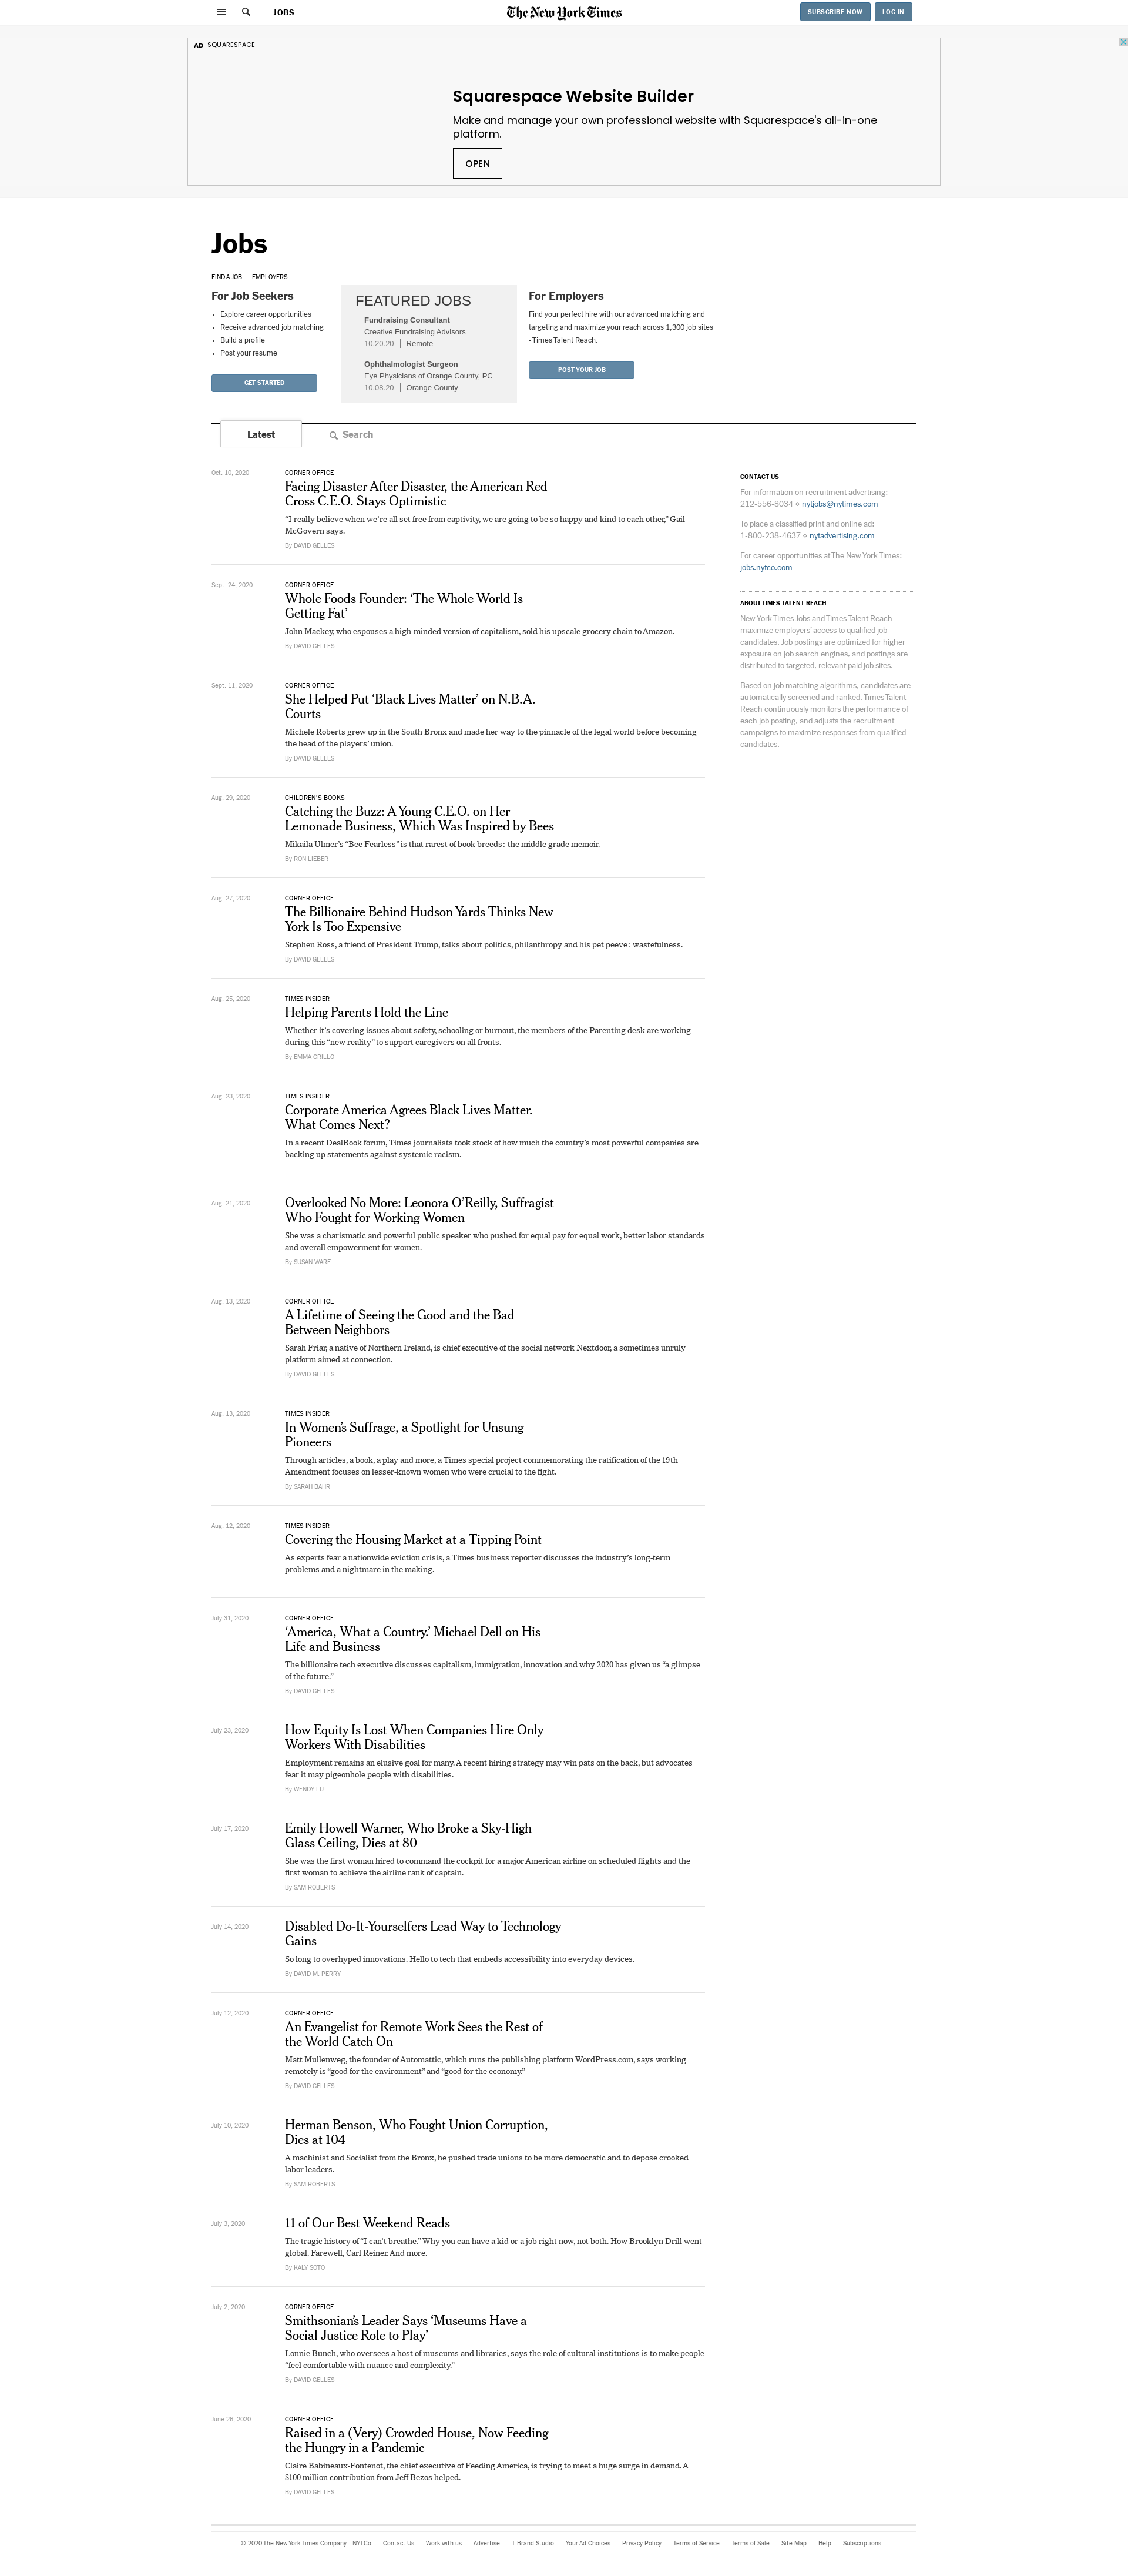 JOBS
The New York Times
SUBSCRIBE NOW
LOG IN
AD SQUARESPACE
Squarespace Website Builder
Make and manage your own professional website with Squarespace's all-in-one
platform.
OPEN
Jobs
FIND A JOB | EMPLOYERS
For Job Seekers
• Explore career opportunities
• Receive advanced job matching
• Build a profile
• Post your resume
GET STARTED
FEATURED JOBS
Fundraising Consultant
Creative Fundraising Advisors
10.20.20 | Remote
Ophthalmologist Surgeon
Eye Physicians of Orange County, PC
10.08.20 | Orange County
For Employers
Find your perfect hire with our advanced matching and
targeting and maximize your reach across 1,300 job sites
- Times Talent Reach.
POST YOUR JOB
Latest
Search
Oct. 10, 2020
CORNER OFFICE
Facing Disaster After Disaster, the American Red
Cross C.E.O. Stays Optimistic
“I really believe when we’re all set free from captivity, we are going to be so happy and kind to each other,” Gail
McGovern says.
By DAVID GELLES
Sept. 24, 2020
CORNER OFFICE
Whole Foods Founder: ‘The Whole World Is
Getting Fat’
John Mackey, who espouses a high-minded version of capitalism, sold his upscale grocery chain to Amazon.
By DAVID GELLES
Sept. 11, 2020
CORNER OFFICE
She Helped Put ‘Black Lives Matter’ on N.B.A.
Courts
Michele Roberts grew up in the South Bronx and made her way to the pinnacle of the legal world before becoming
the head of the players’ union.
By DAVID GELLES
Aug. 29, 2020
CHILDREN’S BOOKS
Catching the Buzz: A Young C.E.O. on Her
Lemonade Business, Which Was Inspired by Bees
Mikaila Ulmer’s “Bee Fearless” is that rarest of book breeds: the middle grade memoir.
By RON LIEBER
Aug. 27, 2020
CORNER OFFICE
The Billionaire Behind Hudson Yards Thinks New
York Is Too Expensive
Stephen Ross, a friend of President Trump, talks about politics, philanthropy and his pet peeve: wastefulness.
By DAVID GELLES
Aug. 25, 2020
TIMES INSIDER
Helping Parents Hold the Line
Whether it’s covering issues about safety, schooling or burnout, the members of the Parenting desk are working
during this “new reality” to support caregivers on all fronts.
By EMMA GRILLO
Aug. 23, 2020
TIMES INSIDER
Corporate America Agrees Black Lives Matter.
What Comes Next?
In a recent DealBook forum, Times journalists took stock of how much the country’s most powerful companies are
backing up statements against systemic racism.
Aug. 21, 2020
Overlooked No More: Leonora O’Reilly, Suffragist
Who Fought for Working Women
She was a charismatic and powerful public speaker who pushed for equal pay for equal work, better labor standards
and overall empowerment for women.
By SUSAN WARE
Aug. 13, 2020
CORNER OFFICE
A Lifetime of Seeing the Good and the Bad
Between Neighbors
Sarah Friar, a native of Northern Ireland, is chief executive of the social network Nextdoor, a sometimes unruly
platform aimed at connection.
By DAVID GELLES
Aug. 13, 2020
TIMES INSIDER
In Women’s Suffrage, a Spotlight for Unsung
Pioneers
Through articles, a book, a play and more, a Times special project commemorating the ratification of the 19th
Amendment focuses on lesser-known women who were crucial to the fight.
By SARAH BAHR
Aug. 12, 2020
TIMES INSIDER
Covering the Housing Market at a Tipping Point
As experts fear a nationwide eviction crisis, a Times business reporter discusses the industry’s long-term
problems and a nightmare in the making.
July 31, 2020
CORNER OFFICE
‘America, What a Country.’ Michael Dell on His
Life and Business
The billionaire tech executive discusses capitalism, immigration, innovation and why 2020 has given us “a glimpse
of the future.”
By DAVID GELLES
July 23, 2020
How Equity Is Lost When Companies Hire Only
Workers With Disabilities
Employment remains an elusive goal for many. A recent hiring strategy may win pats on the back, but advocates
fear it may pigeonhole people with disabilities.
By WENDY LU
July 17, 2020
Emily Howell Warner, Who Broke a Sky-High
Glass Ceiling, Dies at 80
She was the first woman hired to command the cockpit for a major American airline on scheduled flights and the
first woman to achieve the airline rank of captain.
By SAM ROBERTS
July 14, 2020
Disabled Do-It-Yourselfers Lead Way to Technology
Gains
So long to overhyped innovations. Hello to tech that embeds accessibility into everyday devices.
By DAVID M. PERRY
July 12, 2020
CORNER OFFICE
An Evangelist for Remote Work Sees the Rest of
the World Catch On
Matt Mullenweg, the founder of Automattic, which runs the publishing platform WordPress.com, says working
remotely is “good for the environment” and “good for the economy.”
By DAVID GELLES
July 10, 2020
Herman Benson, Who Fought Union Corruption,
Dies at 104
A machinist and Socialist from the Bronx, he pushed trade unions to be more democratic and to depose crooked
labor leaders.
By SAM ROBERTS
July 3, 2020
11 of Our Best Weekend Reads
The tragic history of “I can’t breathe.” Why you can have a kid or a job right now, not both. How Brooklyn Drill went
global. Farewell, Carl Reiner. And more.
By KALY SOTO
July 2, 2020
CORNER OFFICE
Smithsonian’s Leader Says ‘Museums Have a
Social Justice Role to Play’
Lonnie Bunch, who oversees a host of museums and libraries, says the role of cultural institutions is to make people
“feel comfortable with nuance and complexity.”
By DAVID GELLES
June 26, 2020
CORNER OFFICE
Raised in a (Very) Crowded House, Now Feeding
the Hungry in a Pandemic
Claire Babineaux-Fontenot, the chief executive of Feeding America, is trying to meet a huge surge in demand. A
$100 million contribution from Jeff Bezos helped.
By DAVID GELLES
CONTACT US
For information on recruitment advertising:
212-556-8034 • nytjobs@nytimes.com
To place a classified print and online ad:
1-800-238-4637 • nytadvertising.com
For career opportunities at The New York Times:
jobs.nytco.com
ABOUT TIMES TALENT REACH
New York Times Jobs and Times Talent Reach
maximize employers’ access to qualified job
candidates. Job postings are optimized for higher
exposure on job search engines, and postings are
distributed to targeted, relevant paid job sites.
Based on job matching algorithms, candidates are
automatically screened and ranked. Times Talent
Reach continuously monitors the performance of
each job posting, and adjusts the recruitment
campaigns to maximize responses from qualified
candidates.
© 2020 The New York Times Company NYTCo Contact Us Work with us Advertise T Brand Studio Your Ad Choices Privacy Policy Terms of Service Terms of Sale Site Map Help Subscriptions